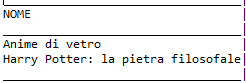 NOME
Anime di vetro
Harry Potter: la pietra filosofale